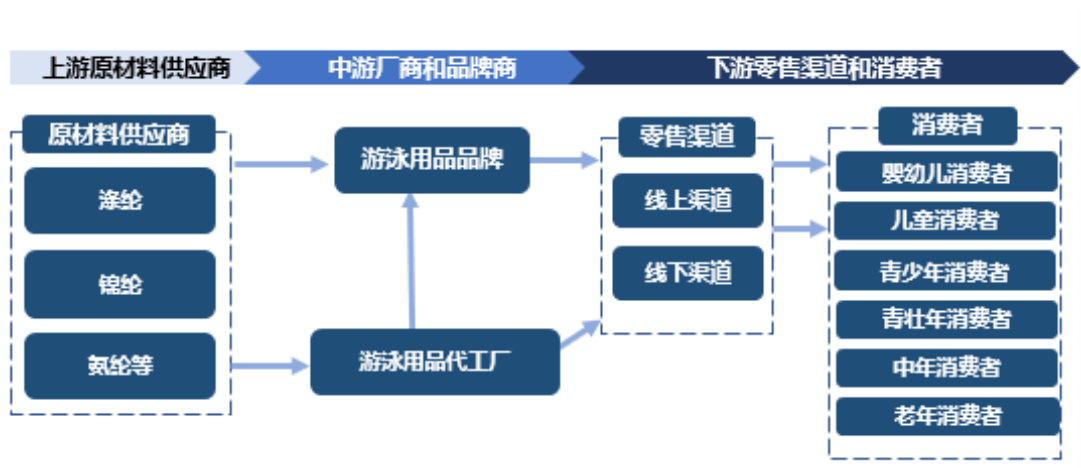 上游原材料供应商
中游厂商和品牌商
下游零售渠道和消费者
原材料供应商
涤纶
锦纶
氨纶等
游泳用品品牌
游泳用品代工厂
零售渠道
线上渠道
线下渠道
消费者
婴幼儿消费者
儿童消费者
青少年消费者
青壮年消费者
中年消费者
老年消费者